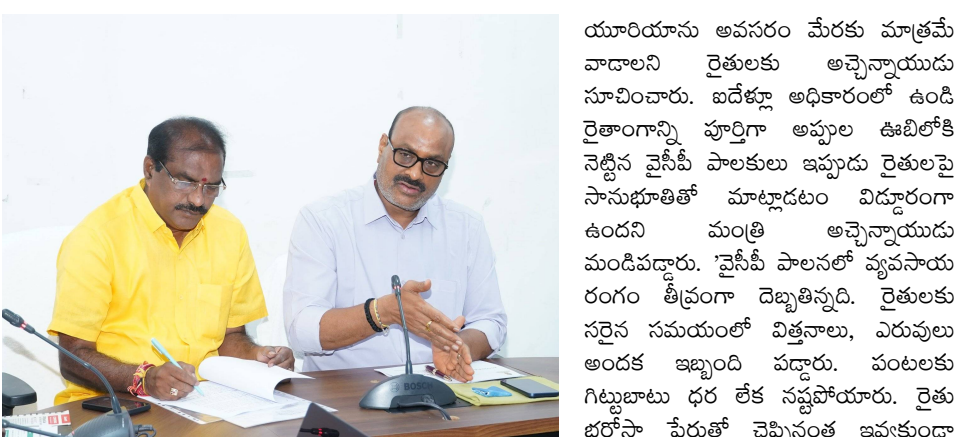 యూరియాను అవసరం మేరకు మాత్రమే
వాడాలని రైతులకు అచ్చెన్నాయుడు
సూచించారు. ఐదేళ్లూ అధికారంలో ఉండి
రైతాంగాన్ని పూర్తిగా అప్పుల ఊబిలోకి
నెట్టిన వైసీపీ పాలకులు ఇప్పుడు రైతులపై
సానుభూతితో మాట్లాడటం విడ్డూరంగా
ఉందని మంత్రి అచ్చెన్నాయుడు
మండిపడ్డారు. 'వైసీపీ పాలనలో వ్యవసాయ
రంగం తీవ్రంగా దెబ్బతిన్నది. రైతులకు
సరైన సమయంలో విత్తనాలు, ఎరువులు
అందక ఇబ్బంది పడ్డారు. పంటలకు
గిట్టుబాటు ధర లేక నష్టపోయారు. రైతు
భరోసా పేరుతో చెప్పినంత ఇవ్వకుండా
BOSCH